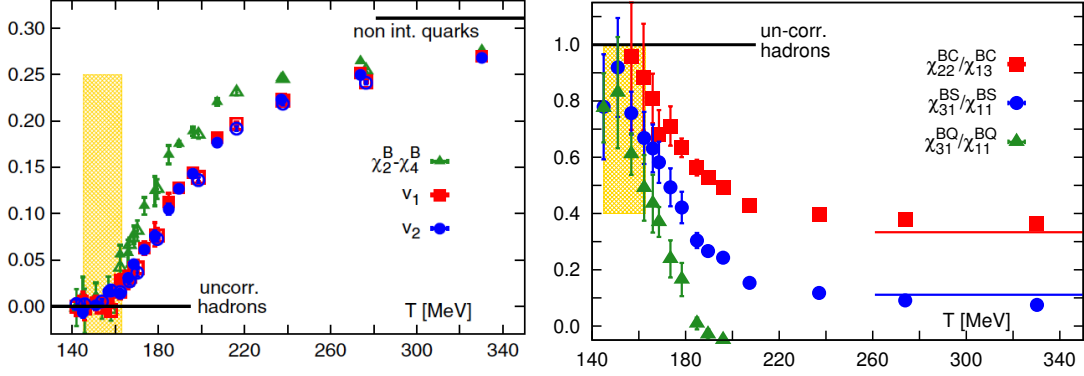 0.30
0.25
0.20
0.15
0.10
0.05
0.00
non int. quarks
χ₂ᴮ-χ₄ᴮ
v₁
v₂
uncorr.
hadrons
T [MeV]
140 180 220 260 300 340
1.0
0.8
0.6
0.4
0.2
0.0
un-corr.
hadrons
χ₂₂ᴮᶜ/χ₁₃ᴮᶜ
χ₃₁ᴮˢ/χ₁₁ᴮˢ
χ₃₁ᴮQ/χ₁₁ᴮQ
T [MeV]
140 180 220 260 300 340